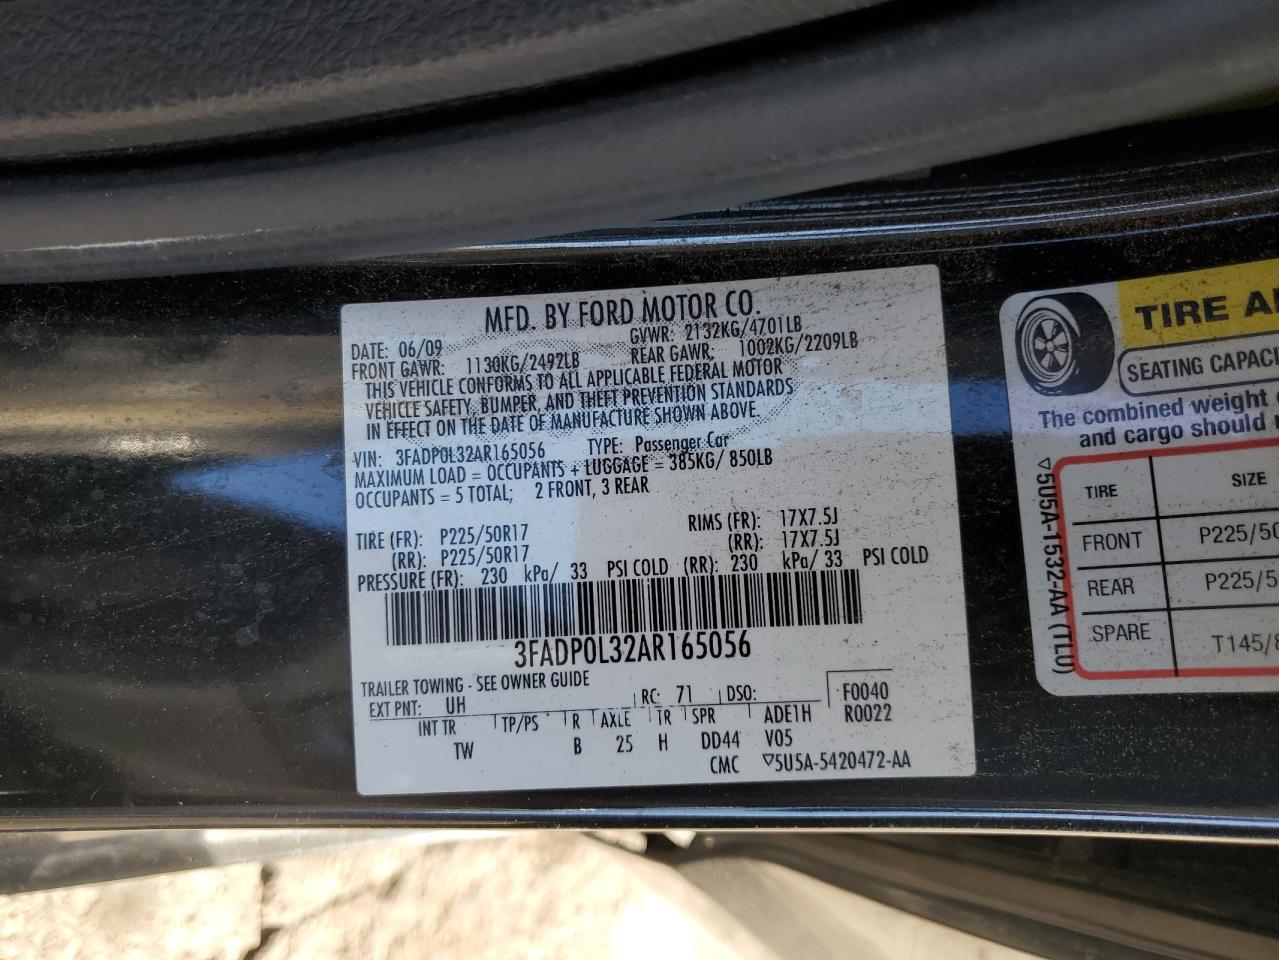 MFD. BY FORD MOTOR CO.
DATE: 06/09 GVWR: 2132KG/4701LB
FRONT GAWR: 1130KG/2492LB REAR GAWR: 1002KG/2209LB
THIS VEHICLE CONFORMS TO ALL APPLICABLE FEDERAL MOTOR
VEHICLE SAFETY, BUMPER, AND THEFT PREVENTION STANDARDS
IN EFFECT ON THE DATE OF MANUFACTURE SHOWN ABOVE.
VIN: 3FADP0L32AR165056 TYPE: Passenger Car
MAXIMUM LOAD = OCCUPANTS + LUGGAGE = 385KG/ 850LB
OCCUPANTS = 5 TOTAL; 2 FRONT, 3 REAR
TIRE (FR): P225/50R17 RIMS (FR): 17X7.5J
(RR): P225/50R17 (RR): 17X7.5J
PRESSURE (FR): 230 kPa/ 33 PSI COLD (RR): 230 kPa/ 33 PSI COLD
3FADP0L32AR165056
TRAILER TOWING - SEE OWNER GUIDE
EXT PNT: UH RC: 71 DSO: F0040
INT TR TP/PS R AXLE TR SPR ADE1H R0022
TW B 25 H DD44 V05
CMC ▽5U5A-5420472-AA
TIRE A
SEATING CAPACI
The combined weight
and cargo should
▽5U5A-1532-AA (TLU)
TIRE SIZE
FRONT P225/50
REAR P225/5
SPARE T145/8